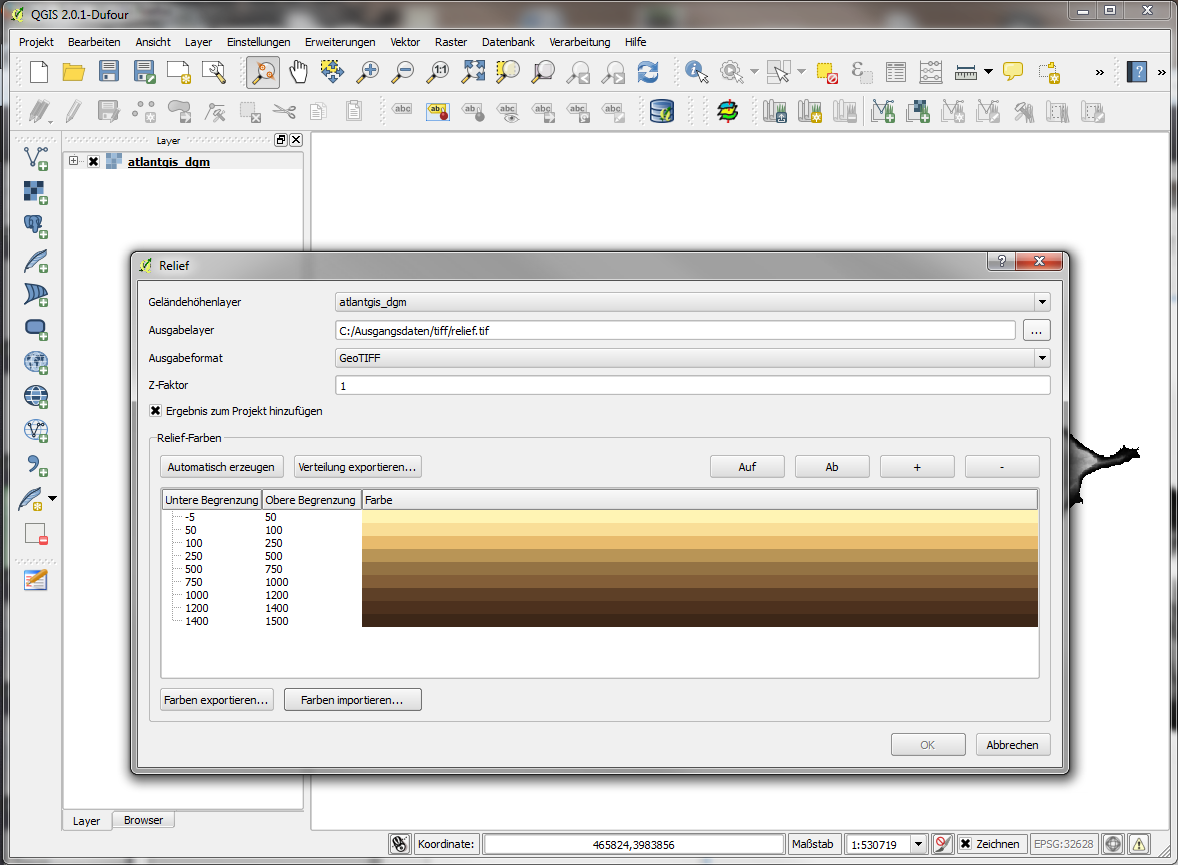 QGIS 2.0.1-Dufour
Projekt Bearbeiten Ansicht Layer Einstellungen Erweiterungen Vektor Raster Datenbank Verarbeitung Hilfe
Layer
atlantgis_dgm
Relief
Geländehöhenlayer atlantgis_dgm
Ausgabelayer C:/Ausgangsdaten/tiff/relief.tif ...
Ausgabeformat GeoTIFF
Z-Faktor 1
Ergebnis zum Projekt hinzufügen
Relief-Farben
Automatisch erzeugen Verteilung exportieren... Auf Ab + -
Untere Begrenzung Obere Begrenzung Farbe
-5 50
50 100
100 250
250 500
500 750
750 1000
1000 1200
1200 1400
1400 1500
Farben exportieren... Farben importieren...
OK Abbrechen
Layer Browser
Koordinate: 465824,3983856 Maßstab 1:530719 Zeichnen EPSG:32628